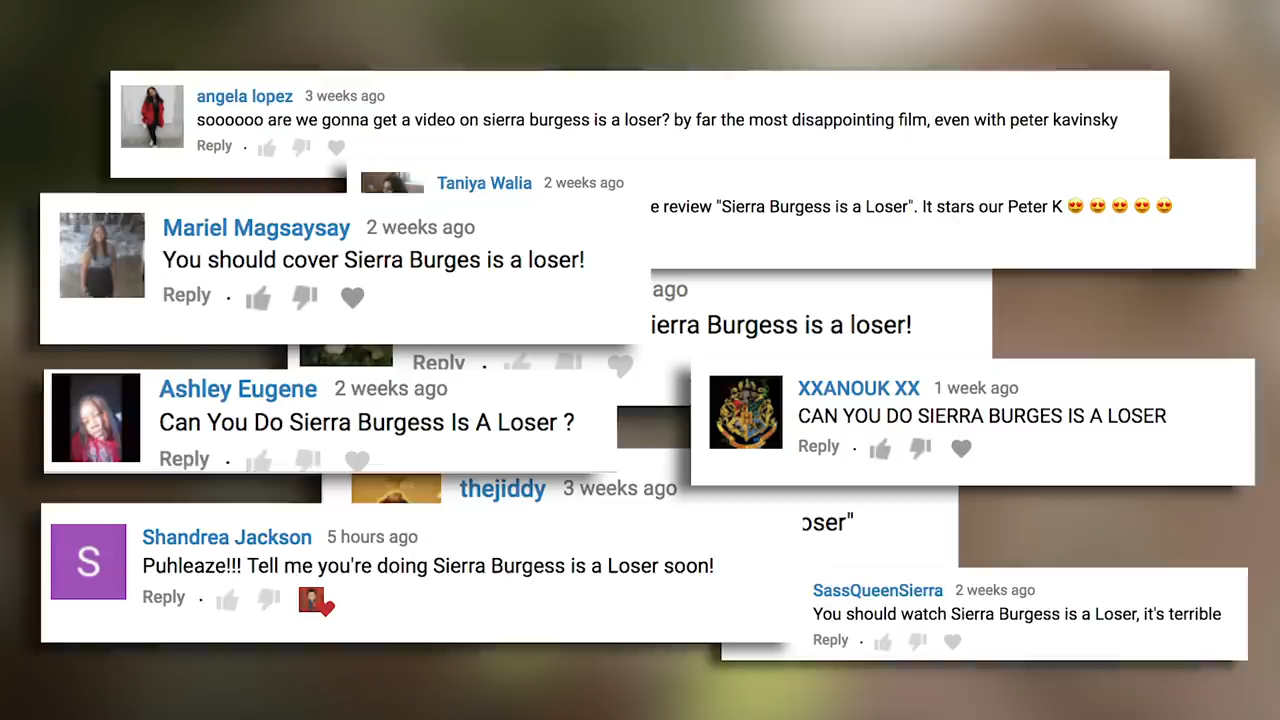 angela lopez 3 weeks ago
soooooo are we gonna get a video on sierra burgess is a loser? by far the most disappointing film, even with peter kavinsky
Reply
Taniya Walia 2 weeks ago
e review "Sierra Burgess is a Loser". It stars our Peter K 😍 😍 😍 😍 😍
Mariel Magsaysay 2 weeks ago
You should cover Sierra Burges is a loser!
Reply
ago
ierra Burgess is a loser!
Reply
Ashley Eugene 2 weeks ago
Can You Do Sierra Burgess Is A Loser ?
Reply
XXANOUK XX 1 week ago
CAN YOU DO SIERRA BURGES IS A LOSER
Reply
thejiddy 3 weeks ago
oser"
Shandrea Jackson 5 hours ago
Puhleaze!!! Tell me you're doing Sierra Burgess is a Loser soon!
Reply
S
SassQueenSierra 2 weeks ago
You should watch Sierra Burgess is a Loser, it's terrible
Reply